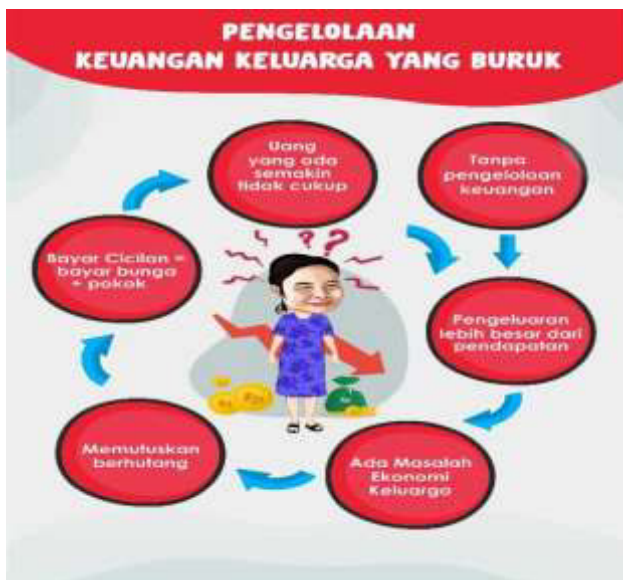 PENGELOLAAN
KEUANGAN KELUARGA YANG BURUK
Uang
yang ada
semakin
tidak cukup
Tanpa
pengelolaan
keuangan
Pengeluaran
lebih besar dari
pendapatan
Ada Masalah
Ekonomi
Keluarga
Memutuskan
berhutang
Bayar Cicilan =
bayar bunga
+ pokok
? ??